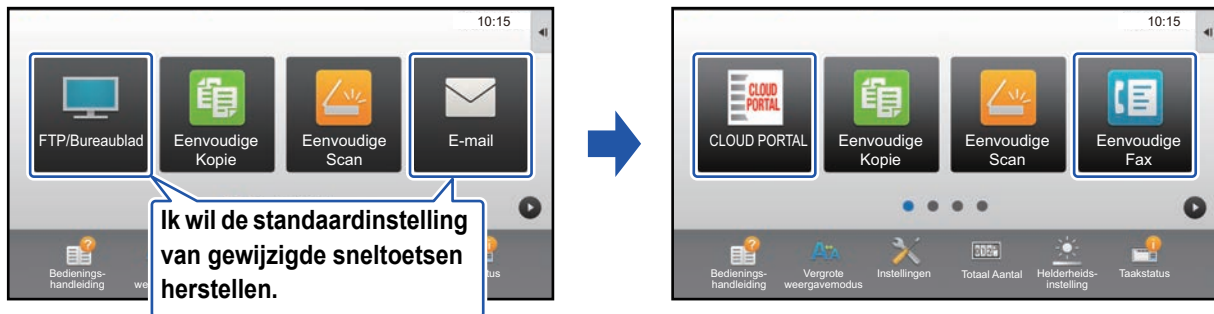 10:15
FTP/Bureaublad
Eenvoudige
Kopie
Eenvoudige
Scan
E-mail
Ik wil de standaardinstelling
van gewijzigde sneltoetsen
herstellen.
Bedienings-
handleiding
we
tus
10:15
CLOUD
PORTAL
CLOUD PORTAL
Eenvoudige
Kopie
Eenvoudige
Scan
Eenvoudige
Fax
Bedienings-
handleiding
Vergrote
weergavemodus
Instellingen
Totaal Aantal
Helderheids-
instelling
Taakstatus